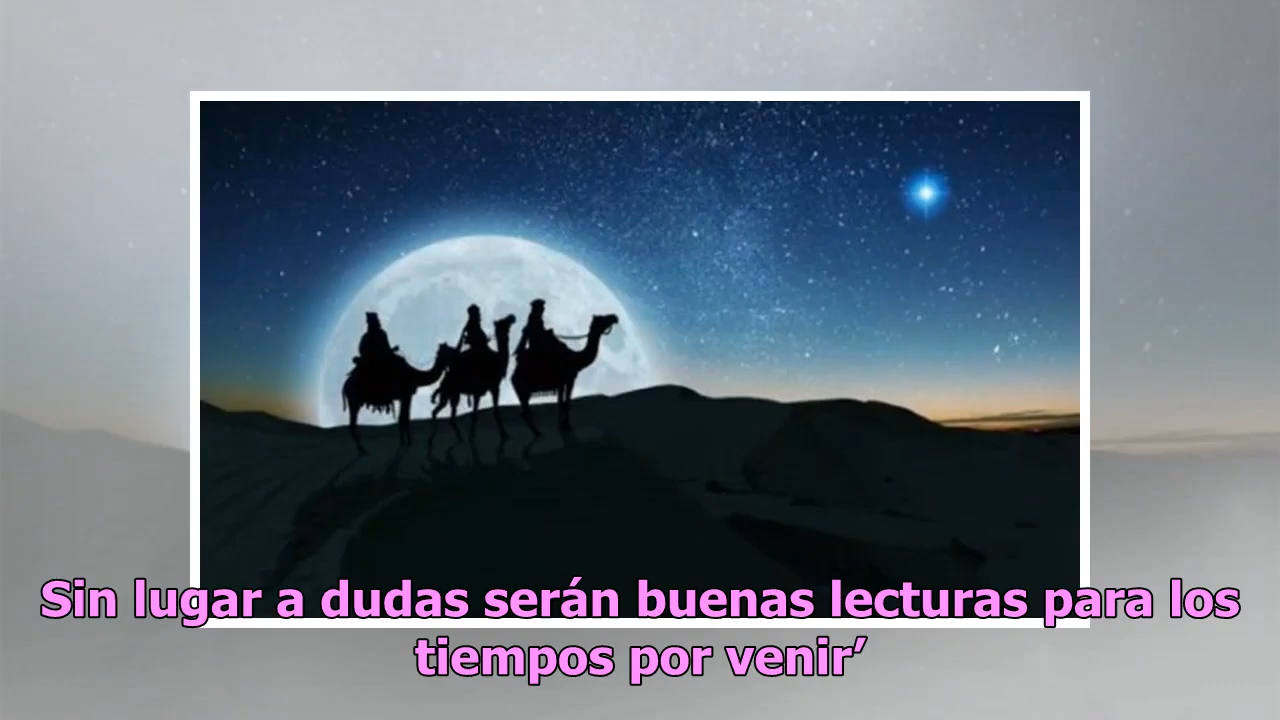 Sin lugar a dudas serán buenas lecturas para los
tiempos por venir’